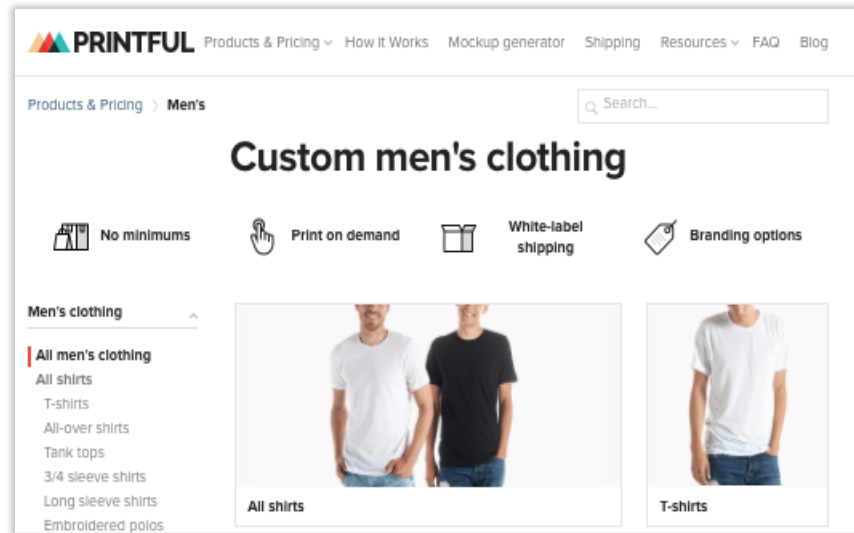 PRINTFUL Products & Pricing How It Works Mockup generator Shipping Resources FAQ Blog
Products & Pricing > Men's
Search...
Custom men's clothing
No minimums
Print on demand
White-label
shipping
Branding options
Men's clothing
All men's clothing
All shirts
T-shirts
All-over shirts
Tank tops
3/4 sleeve shirts
Long sleeve shirts
Embroidered polos
All shirts
T-shirts